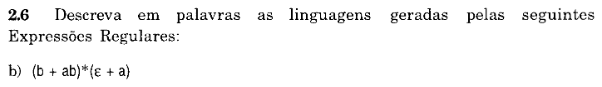 2.6 Descreva em palavras as linguagens geradas pelas seguintes
Expressões Regulares:
b) (b + ab)*(ε + a)